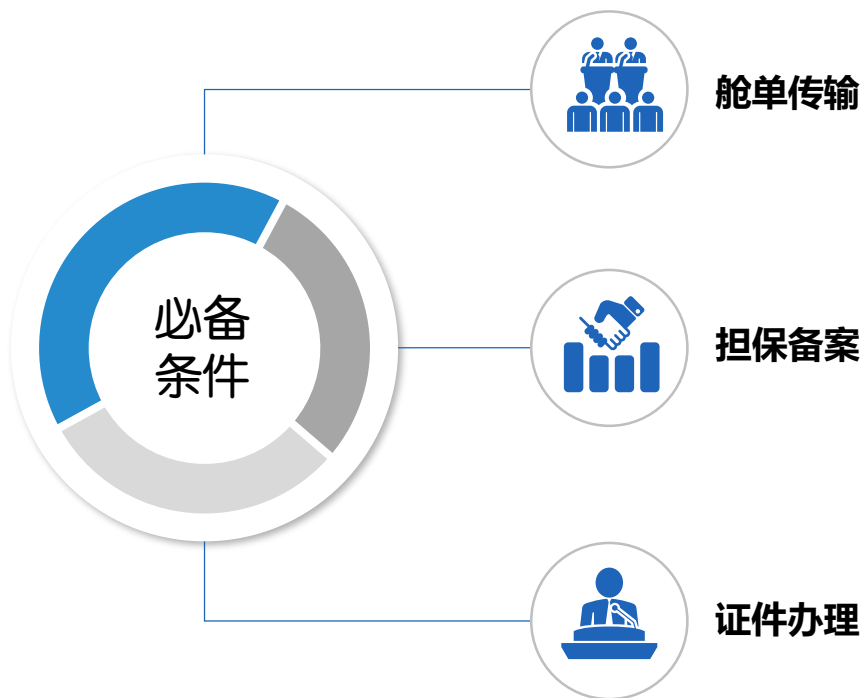 舱单传输
必备
条件
担保备案
证件办理